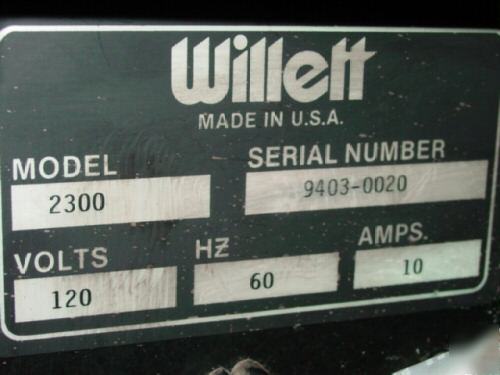 Willett
MADE IN U.S.A.
MODEL SERIAL NUMBER
2300 9403-0020
VOLTS HZ AMPS.
120 60 10